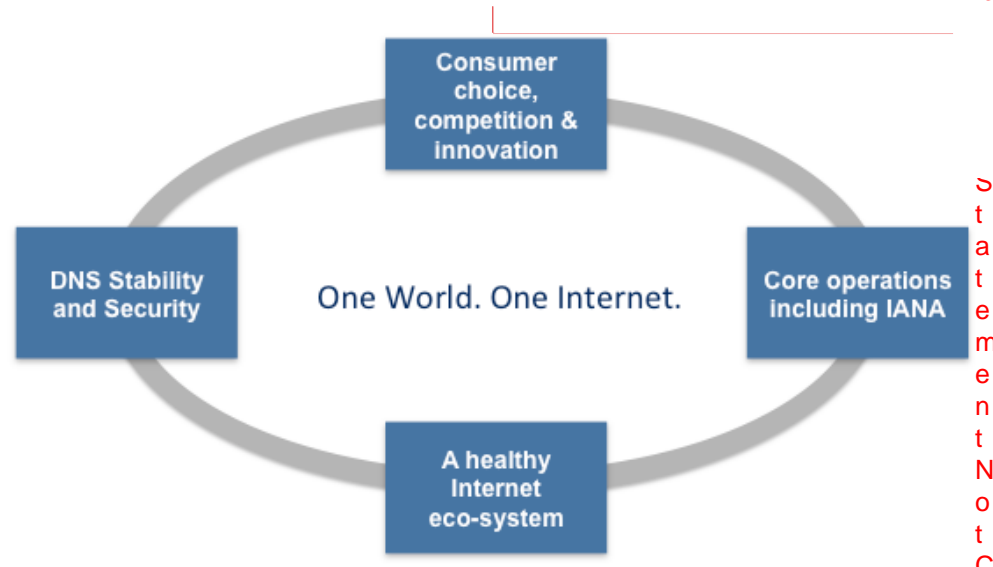 Consumer
choice,
competition &
innovation
DNS Stability
and Security
One World. One Internet.
Core operations
including IANA
A healthy
Internet
eco-system
S
t
a
t
e
m
e
n
t
N
o
t
C